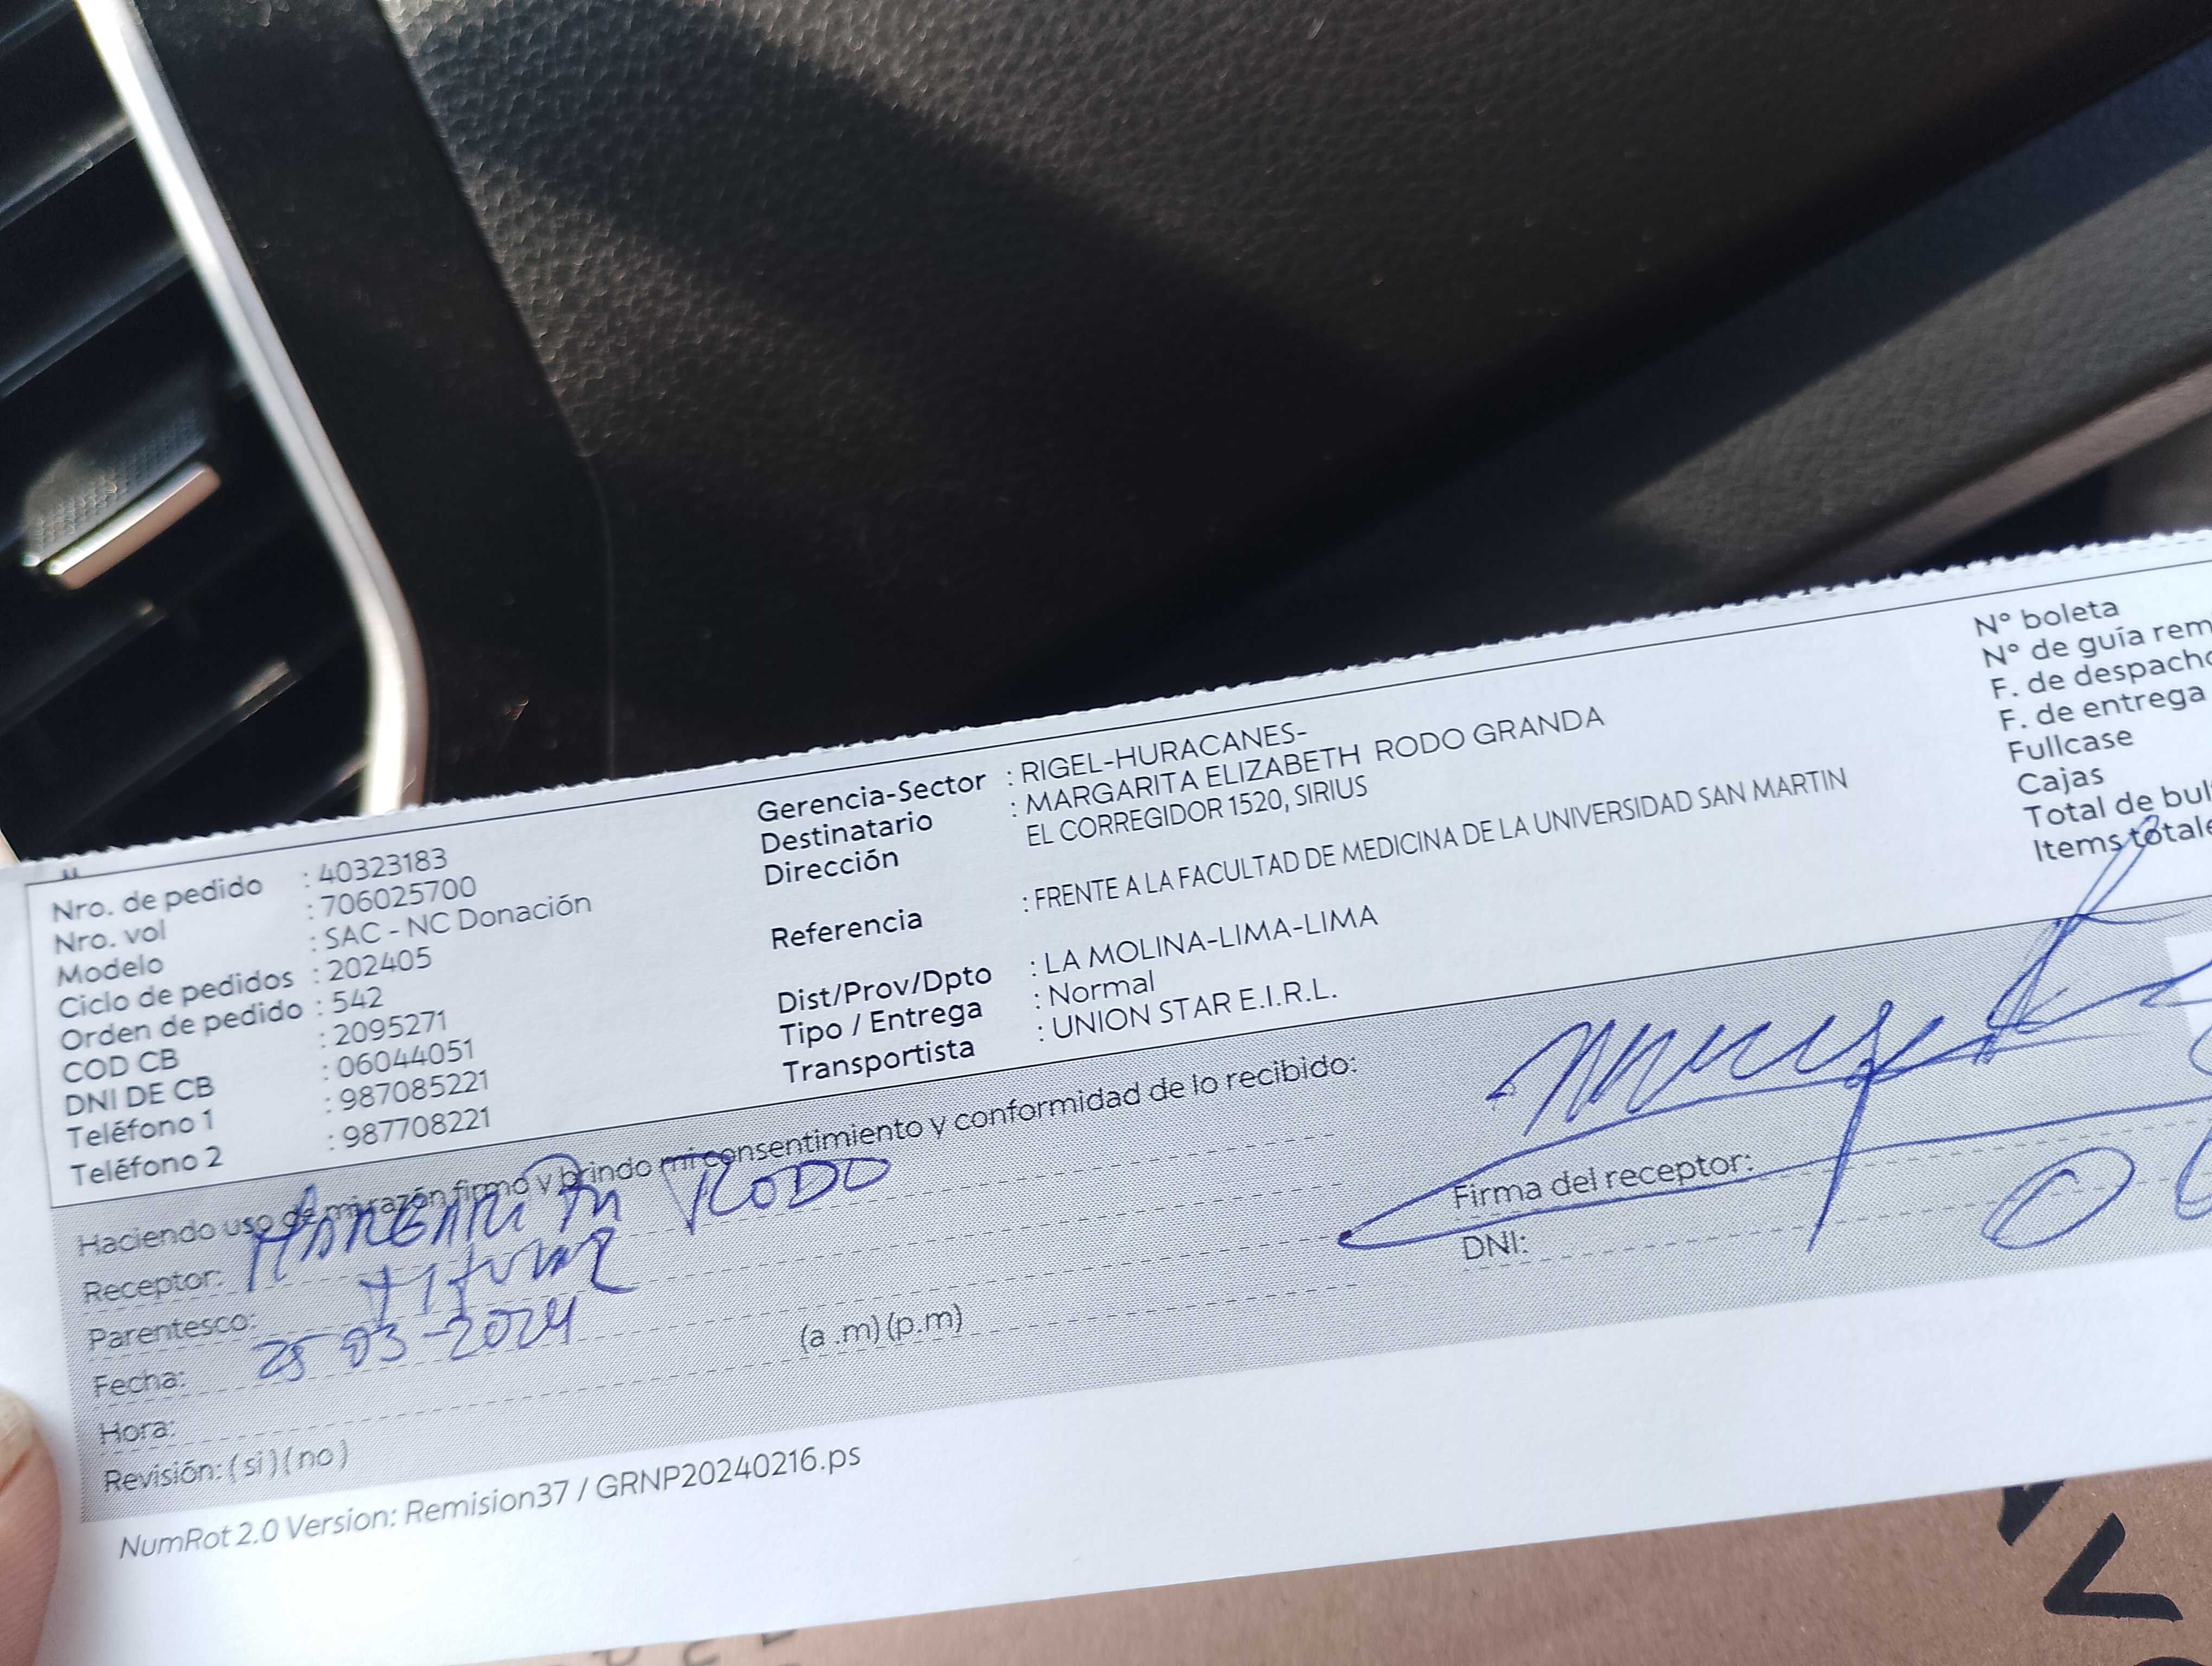 Nro. de pedido : 40323183
Nro. vol : 706025700
Modelo : SAC - NC Donación
Ciclo de pedidos : 202405
Orden de pedido : 542
COD CB : 2095271
DNI DE CB : 06044051
Teléfono 1 : 987085221
Teléfono 2 : 987708221
Gerencia-Sector : RIGEL-HURACANES-
Destinatario : MARGARITA ELIZABETH RODO GRANDA
Dirección EL CORREGIDOR 1520, SIRIUS
Referencia : FRENTE A LA FACULTAD DE MEDICINA DE LA UNIVERSIDAD SAN MARTIN
Dist/Prov/Dpto : LA MOLINA-LIMA-LIMA
Tipo / Entrega : Normal
Transportista : UNION STAR E.I.R.L.
N° boleta
N° de guía rem
F. de despacho
F. de entrega
Fullcase
Cajas
Total de bul
Items totale
Haciendo uso de mi razón firmo y brindo mi consentimiento y conformidad de lo recibido:
Receptor: MARGARITA RODO
Parentesco:
Fecha: 25 03-2024
Hora: (a .m) (p.m)
Revisión: ( si ) ( no )
Firma del receptor:
DNI: 0
NumRot 2.0 Version: Remision37 / GRNP20240216.ps